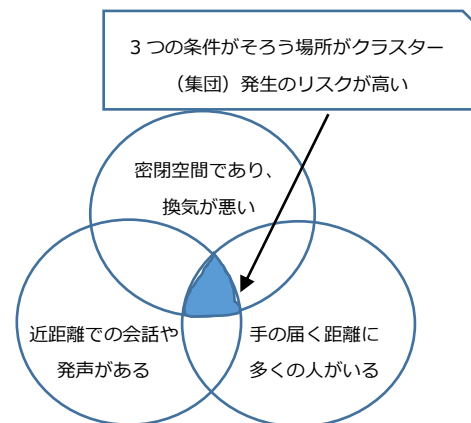 3つの条件がそろう場所がクラスター
（集団）発生のリスクが高い
密閉空間であり、
換気が悪い
近距離での会話や
発声がある
手の届く距離に
多くの人がいる